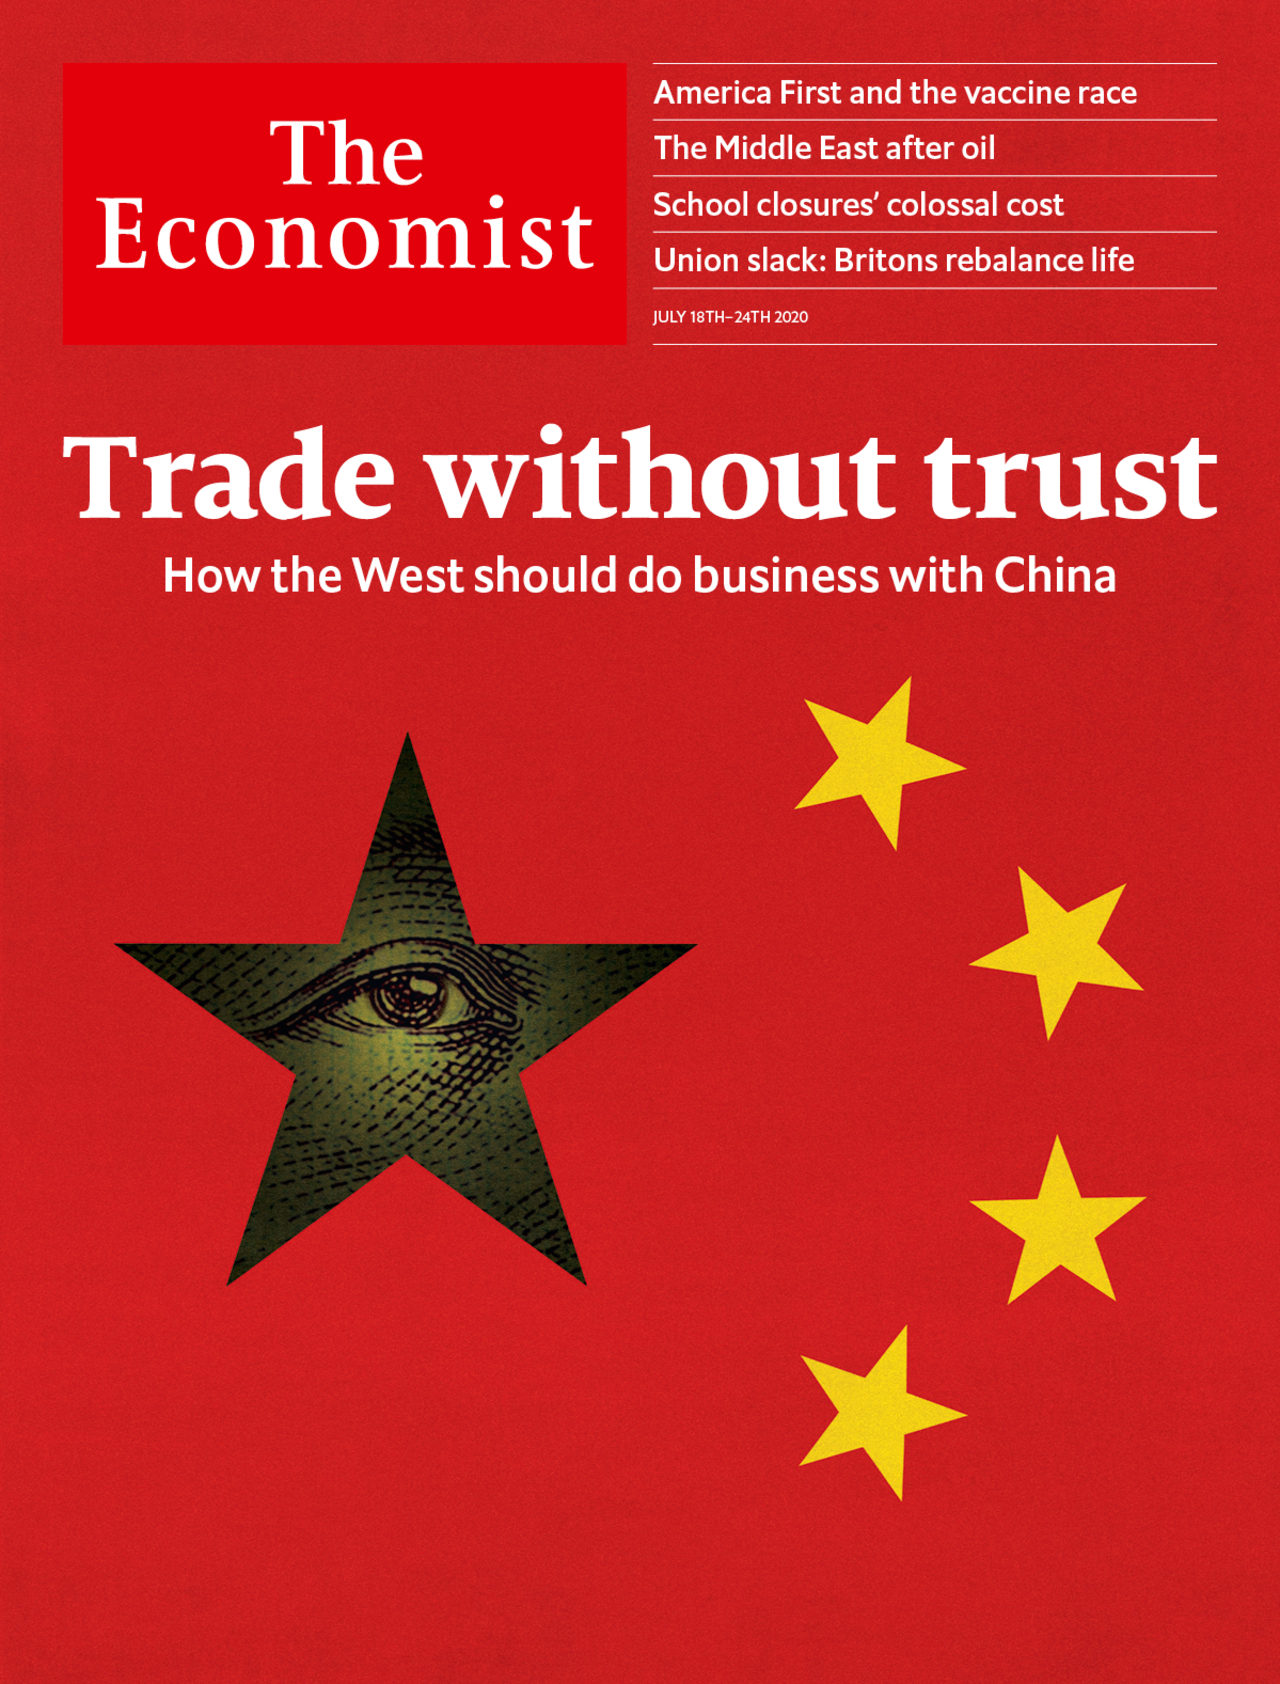 The
Economist
America First and the vaccine race
The Middle East after oil
School closures’ colossal cost
Union slack: Britons rebalance life
JULY 18TH–24TH 2020
Trade without trust
How the West should do business with China